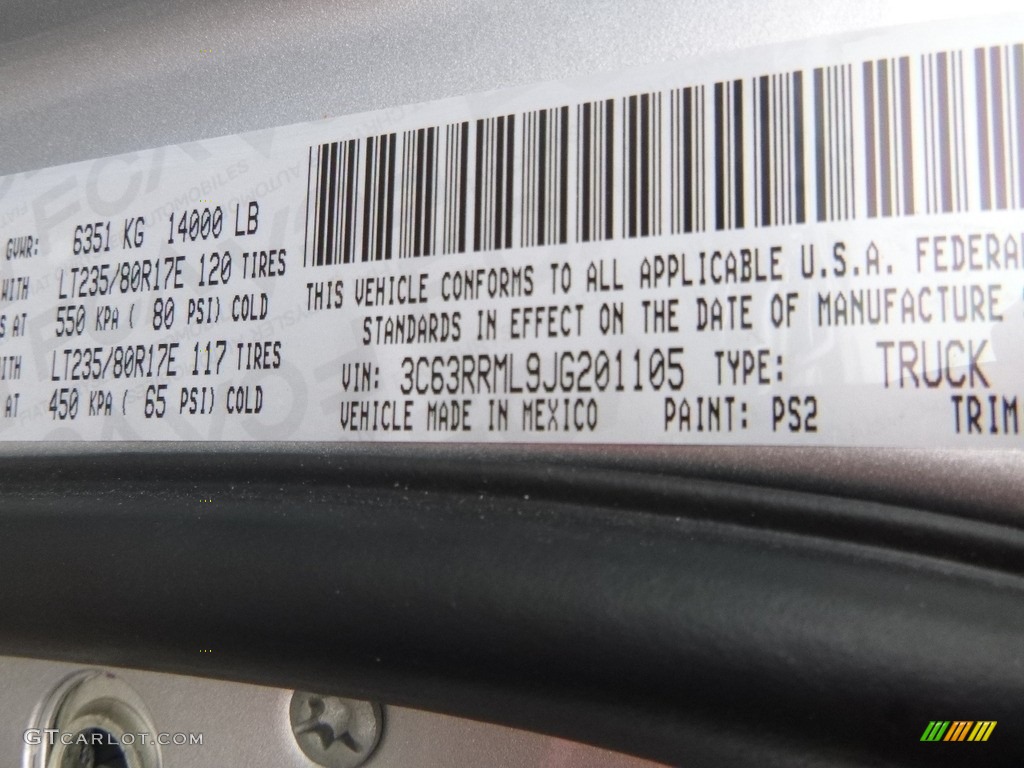 GVWR: 6351 KG 14000 LB
WITH LT235/80R17E 120 TIRES
AT 550 KPA ( 80 PSI) COLD
LT235/80R17E 117 TIRES
AT 450 KPA ( 65 PSI) COLD
THIS VEHICLE CONFORMS TO ALL APPLICABLE U.S.A. FEDERA
STANDARDS IN EFFECT ON THE DATE OF MANUFACTURE
VIN: 3C63RRML9JG201105 TYPE: TRUCK
VEHICLE MADE IN MEXICO PAINT: PS2 TRIM
GTCARLOT.COM